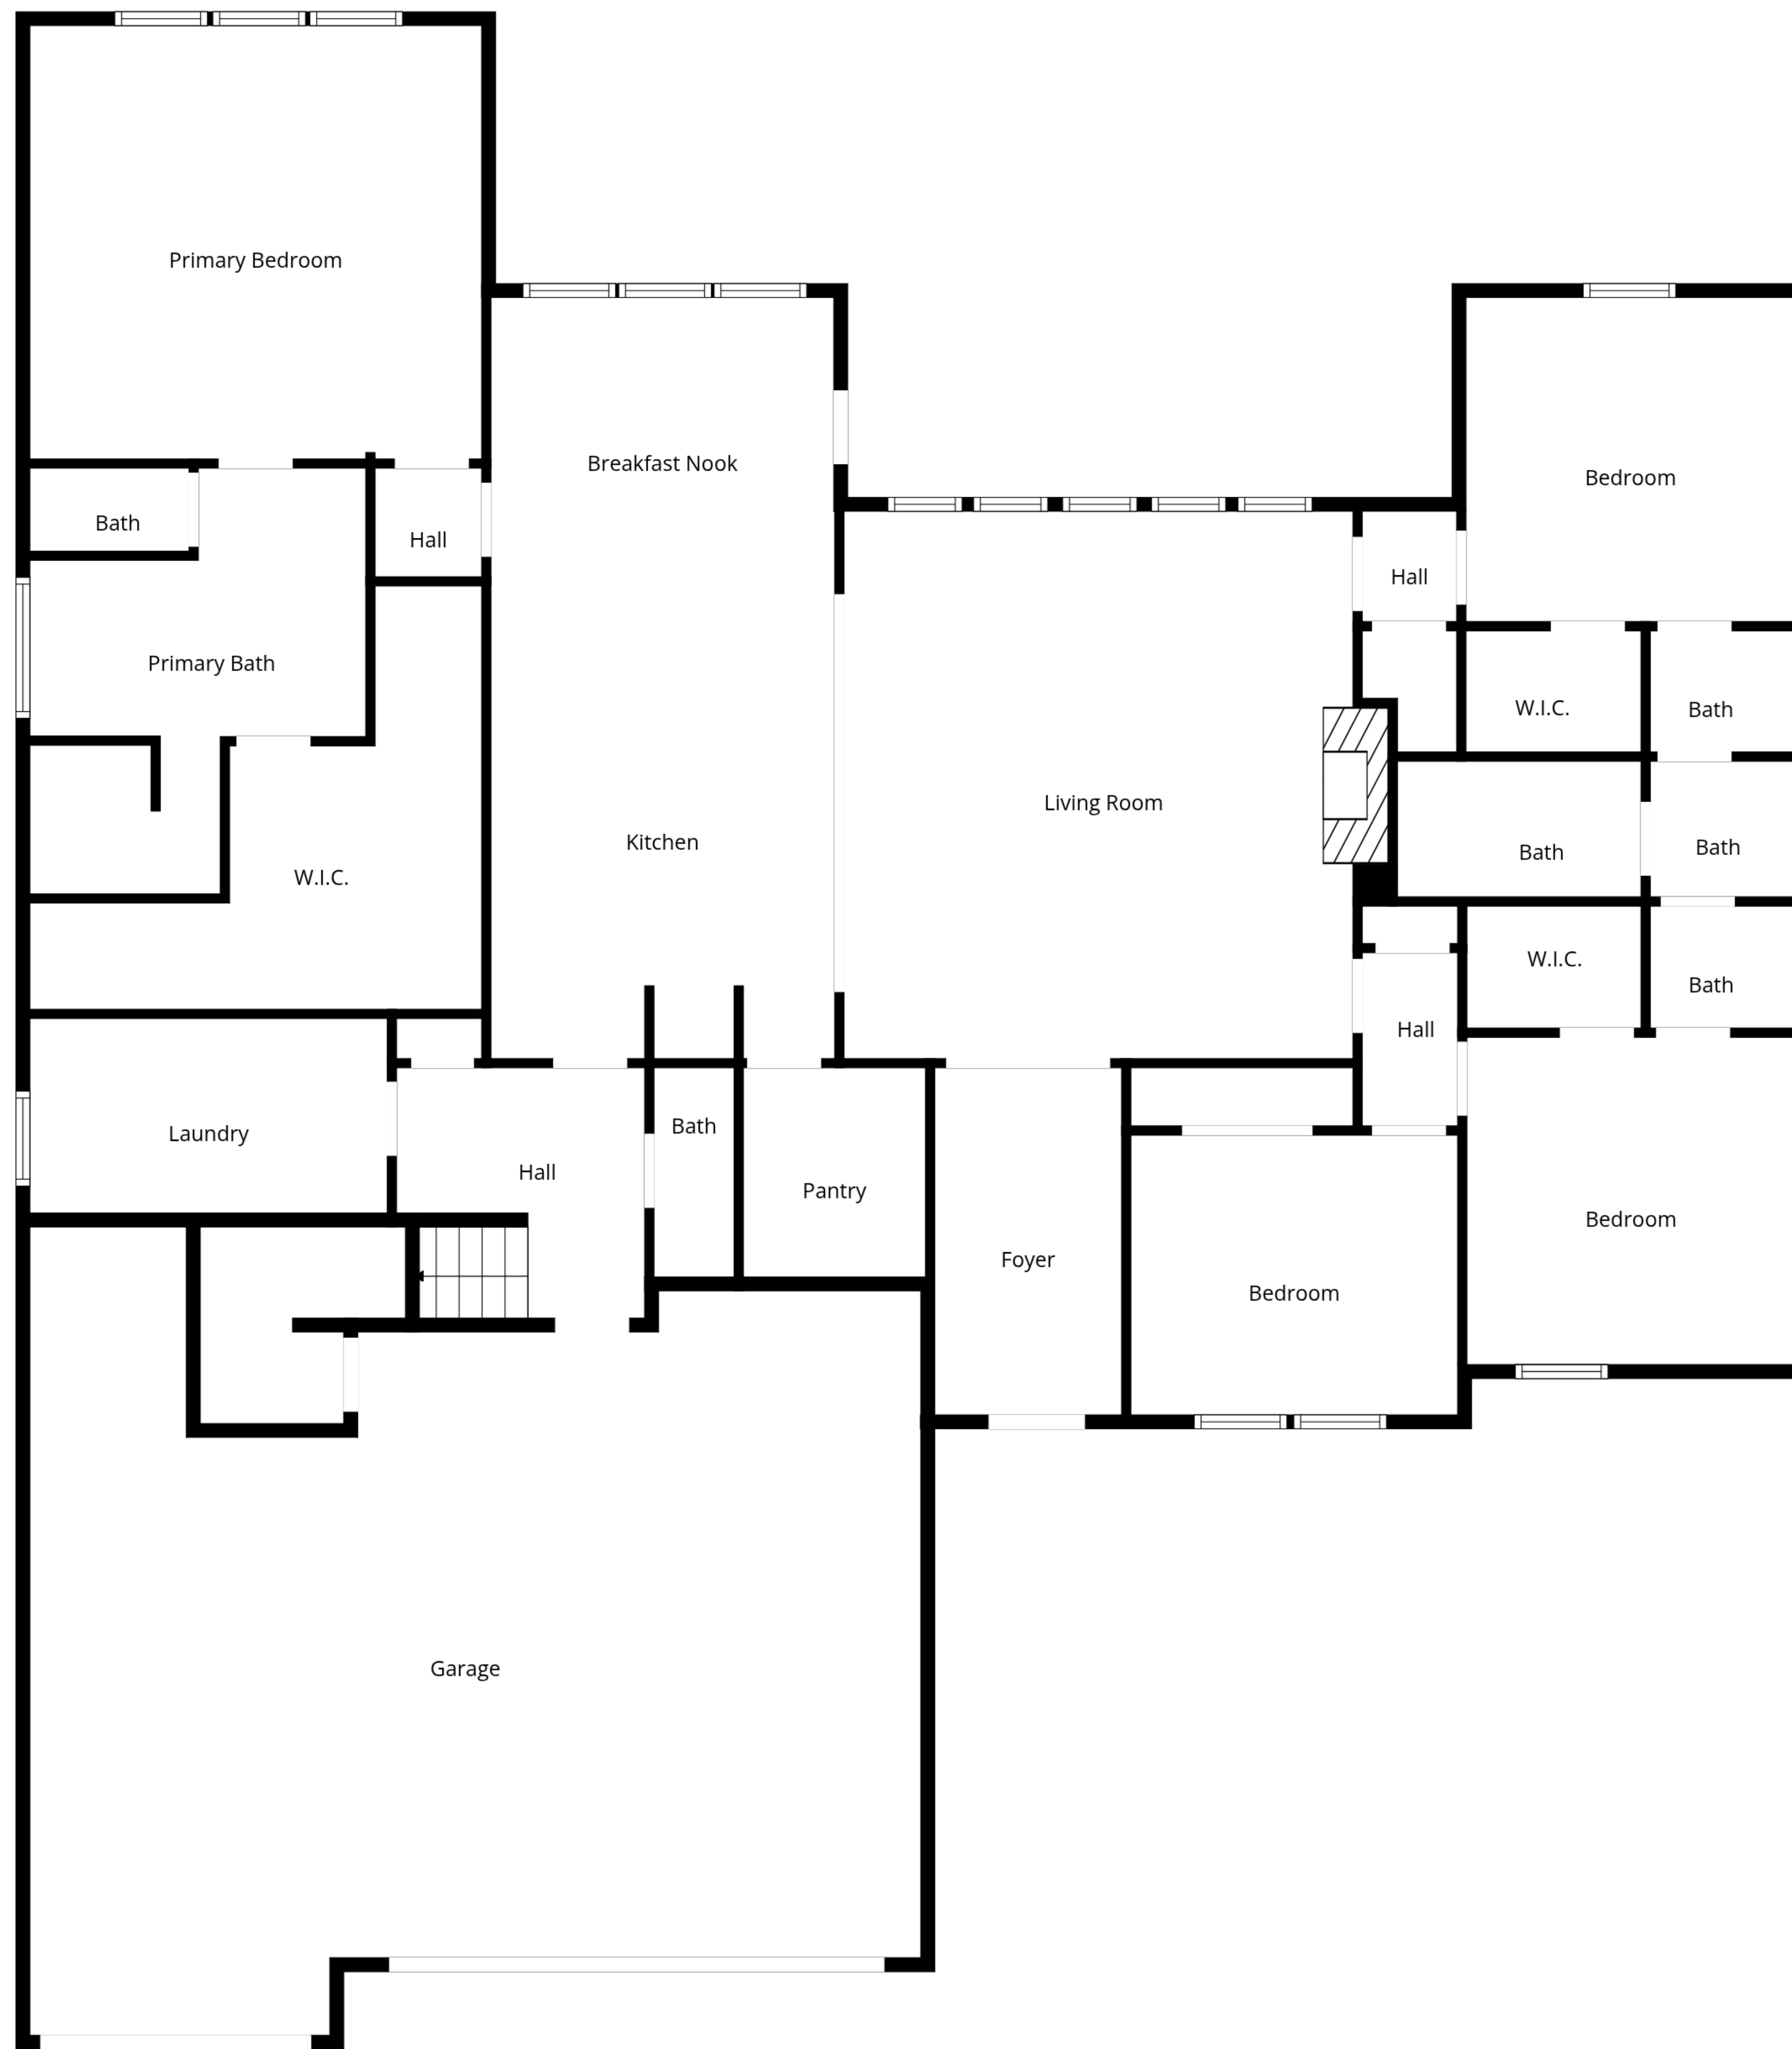 Primary Bedroom
Breakfast Nook
Bedroom
Bath
Hall
Hall
Primary Bath
W.I.C.
Bath
Living Room
Kitchen
Bath
Bath
W.I.C.
W.I.C.
Bath
Hall
Bath
Laundry
Hall
Pantry
Bedroom
Foyer
Bedroom
Garage